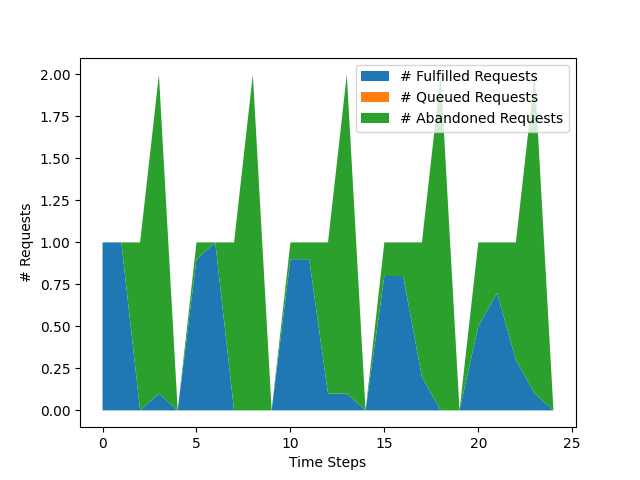 # Fulfilled Requests
# Queued Requests
# Abandoned Requests
2.00
1.75
1.50
1.25
1.00
0.75
0.50
0.25
0.00
# Requests
0 5 10 15 20 25
Time Steps